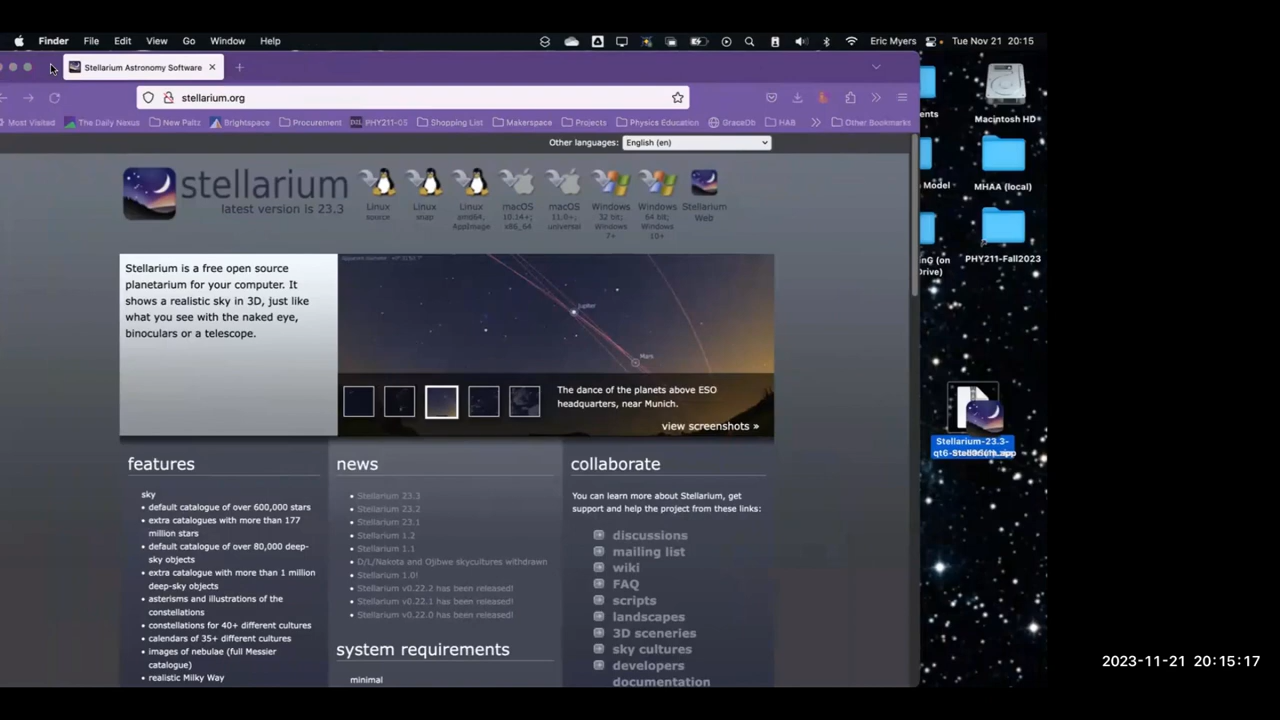 Finder File Edit View Go Window Help Eric Myers Tue Nov 21 20:15
Stellarium Astronomy Software
stellarium.org
Most Visited The Daily Nexus New Paltz Brightspace Procurement D2L PHY211-05 Shopping List Makerspace Projects Physics Education GraceDb HAB Other Bookmarks
Other languages: English (en)
stellarium
latest version is 23.3
Linux
source
Linux
snap
Linux
amd64;
AppImage
macOS
10.14+;
x86_64
macOS
11.0+;
universal
Windows
32 bit;
Windows
7+
Windows
64 bit;
Windows
10+
Stellarium
Web
Stellarium is a free open source
planetarium for your computer. It
shows a realistic sky in 3D, just like
what you see with the naked eye,
binoculars or a telescope.
Jupiter
Mars
The dance of the planets above ESO
headquarters, near Munich.
view screenshots »
features
sky
• default catalogue of over 600,000 stars
• extra catalogues with more than 177
million stars
• default catalogue of over 80,000 deep-
sky objects
• extra catalogue with more than 1 million
deep-sky objects
• asterisms and illustrations of the
constellations
• constellations for 40+ different cultures
• calendars of 35+ different cultures
• images of nebulae (full Messier
catalogue)
• realistic Milky Way
news
• Stellarium 23.3
• Stellarium 23.2
• Stellarium 23.1
• Stellarium 1.2
• Stellarium 1.1
• D/L/Nakota and Ojibwe skycultures withdrawn
• Stellarium 1.0!
• Stellarium v0.22.2 has been released!
• Stellarium v0.22.1 has been released!
• Stellarium v0.22.0 has been released!
system requirements
minimal
collaborate
You can learn more about Stellarium, get
support and help the project from these links:
discussions
mailing list
wiki
FAQ
scripts
landscapes
3D sceneries
sky cultures
developers
documentation
Macintosh HD
ents
Model
MHAA (local)
PHY211-Fall2023
(on
Drive)
Stellarium-23.3-
2023-11-21 20:15:17